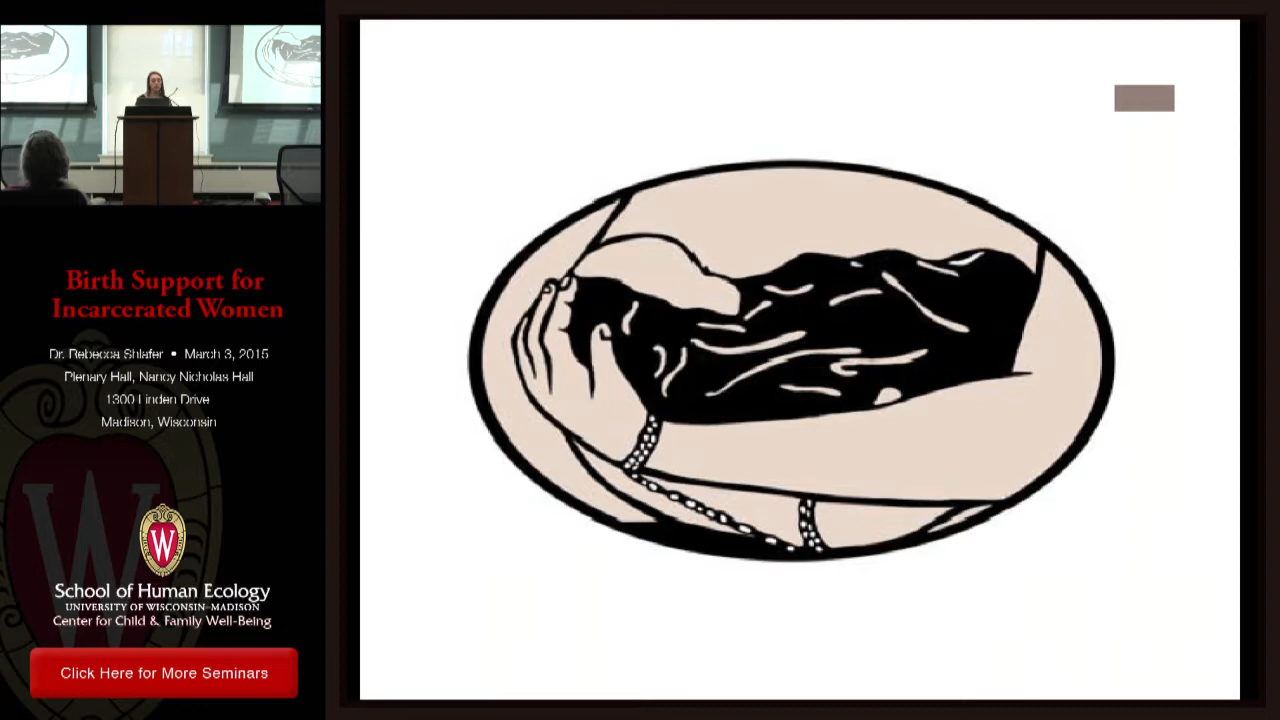 Birth Support for
Incarcerated Women
Dr. Rebecca Shlafer • March 3, 2015
Plenary Hall, Nancy Nicholas Hall
1300 Linden Drive
Madison, Wisconsin
W
W
School of Human Ecology
UNIVERSITY OF WISCONSIN-MADISON
Center for Child & Family Well-Being
Click Here for More Seminars